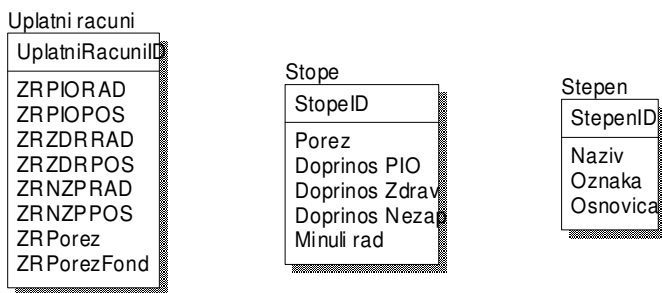 Uplatni racuni
UplatniRacuniID
ZRPIORAD
ZRPIOPOS
ZRZDRRAD
ZRZDRPOS
ZRNZPRAD
ZRNZPPOS
ZRPorez
ZRPorezFond
Stope
StopeID
Porez
Doprinos PIO
Doprinos Zdrav
Doprinos Nezap
Minuli rad
Stepen
StepenID
Naziv
Oznaka
Osnovica